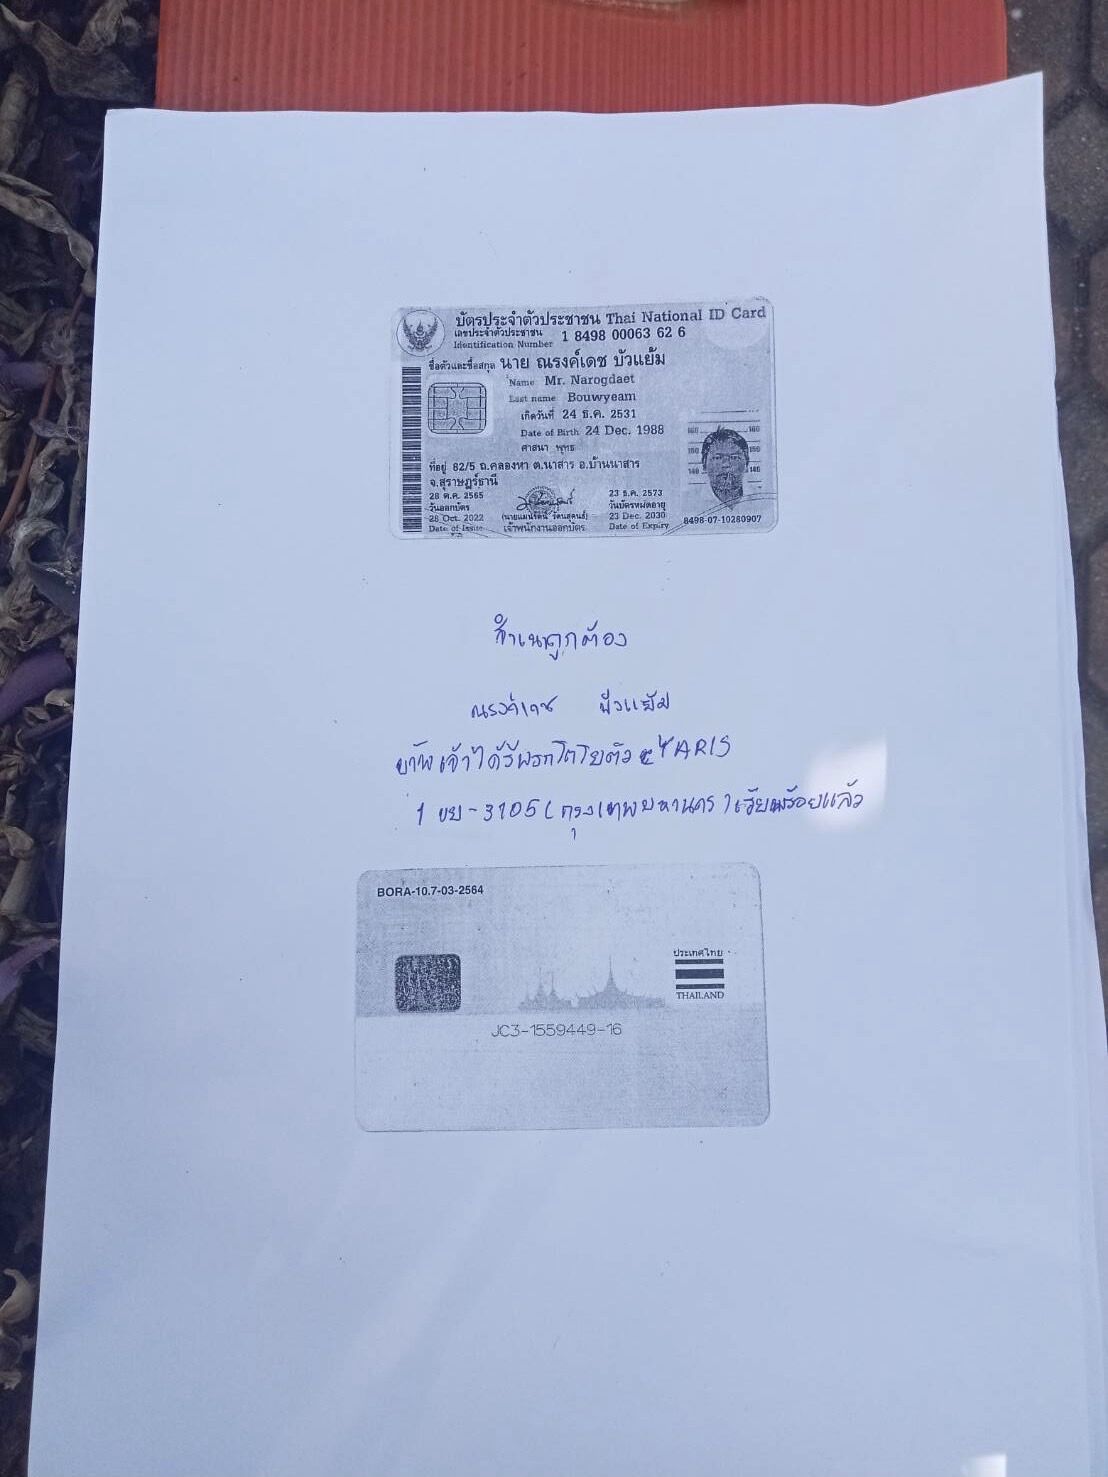 บัตรประจำตัวประชาชน Thai National ID Card
เลขประจำตัวประชาชน
Identification Number 1 8498 00063 62 6
ชื่อตัวและชื่อสกุล นาย ณรงค์เดช บัวแย้ม
Name Mr. Narogdaet
Last name Bouwyeam
เกิดวันที่ 24 ธ.ค. 2531
Date of Birth 24 Dec. 1988
ศาสนา พุทธ
ที่อยู่ 82/5 ถ.คลองหา ต.นาสาร อ.บ้านนาสาร
จ.สุราษฎร์ธานี
28 ต.ค. 2565
วันออกบัตร
28 Oct. 2022
Date of Issue
เจ้าพนักงานออกบัตร
23 ธ.ค. 2573
วันบัตรหมดอายุ
23 Dec. 2030
Date of Expiry
160 160
150 150
140 140
8498-07-10280907
สำเนาถูกต้อง
ณรงค์เดช บัวแย้ม
ข้าพเจ้าได้รับรถโตโยต้า YARIS
1 ขย-3105 (กรุงเทพมหานคร) เรียบร้อยแล้ว
BORA-10.7-03-2564
ประเทศไทย
THAILAND
JC3-1559449-16